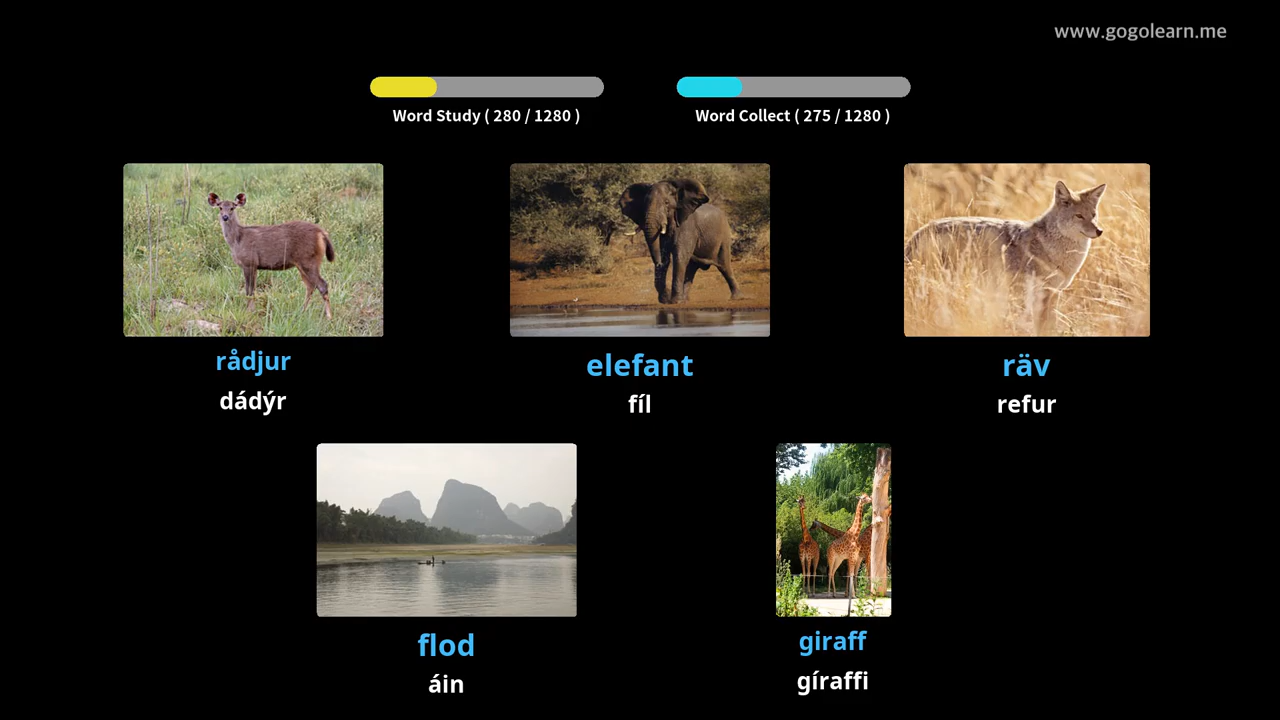 www.gogolearn.me
Word Study ( 280 / 1280 )
Word Collect ( 275 / 1280 )
rådjur
dádýr
elefant
fíl
räv
refur
flod
áin
giraff
gíraffi